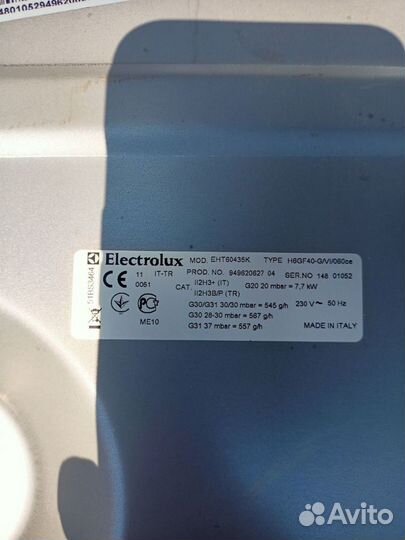 Electrolux MOD. EHT60435K TYPE H6GF40-G/VI/060ce
11 IT-TR PROD. NO. 949620627 04 SER.NO 148 01052
0051 CAT. II2H3+ (IT) G20 20 mbar = 7,7 kW
II2H3B/P (TR)
G30/G31 30/30 mbar = 545 g/h 230 V~ 50 Hz
G30 28-30 mbar = 567 g/h
ME10 G31 37 mbar = 557 g/h MADE IN ITALY
51BS3464
Avito